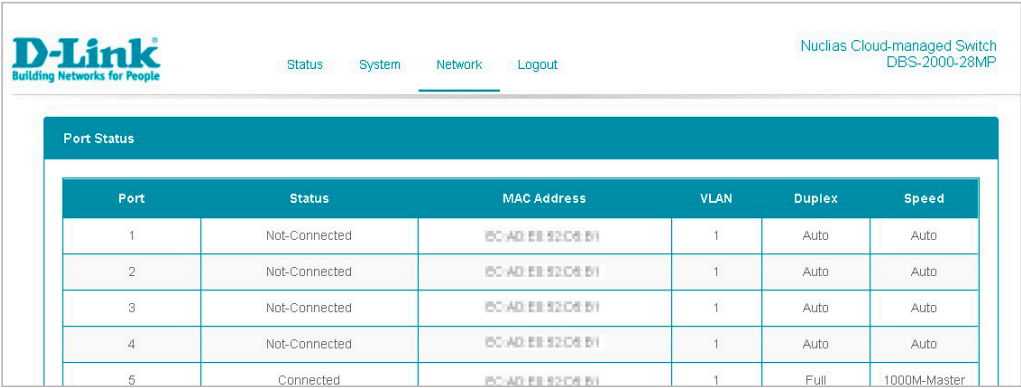 D-Link
Building Networks for People
Status System Network Logout
Nuclias Cloud-managed Switch
DBS-2000-28MP
Port Status
Port Status MAC Address VLAN Duplex Speed
1 Not-Connected 1 Auto Auto
2 Not-Connected 1 Auto Auto
3 Not-Connected 1 Auto Auto
4 Not-Connected 1 Auto Auto
5 Connected 1 Full 1000M-Master